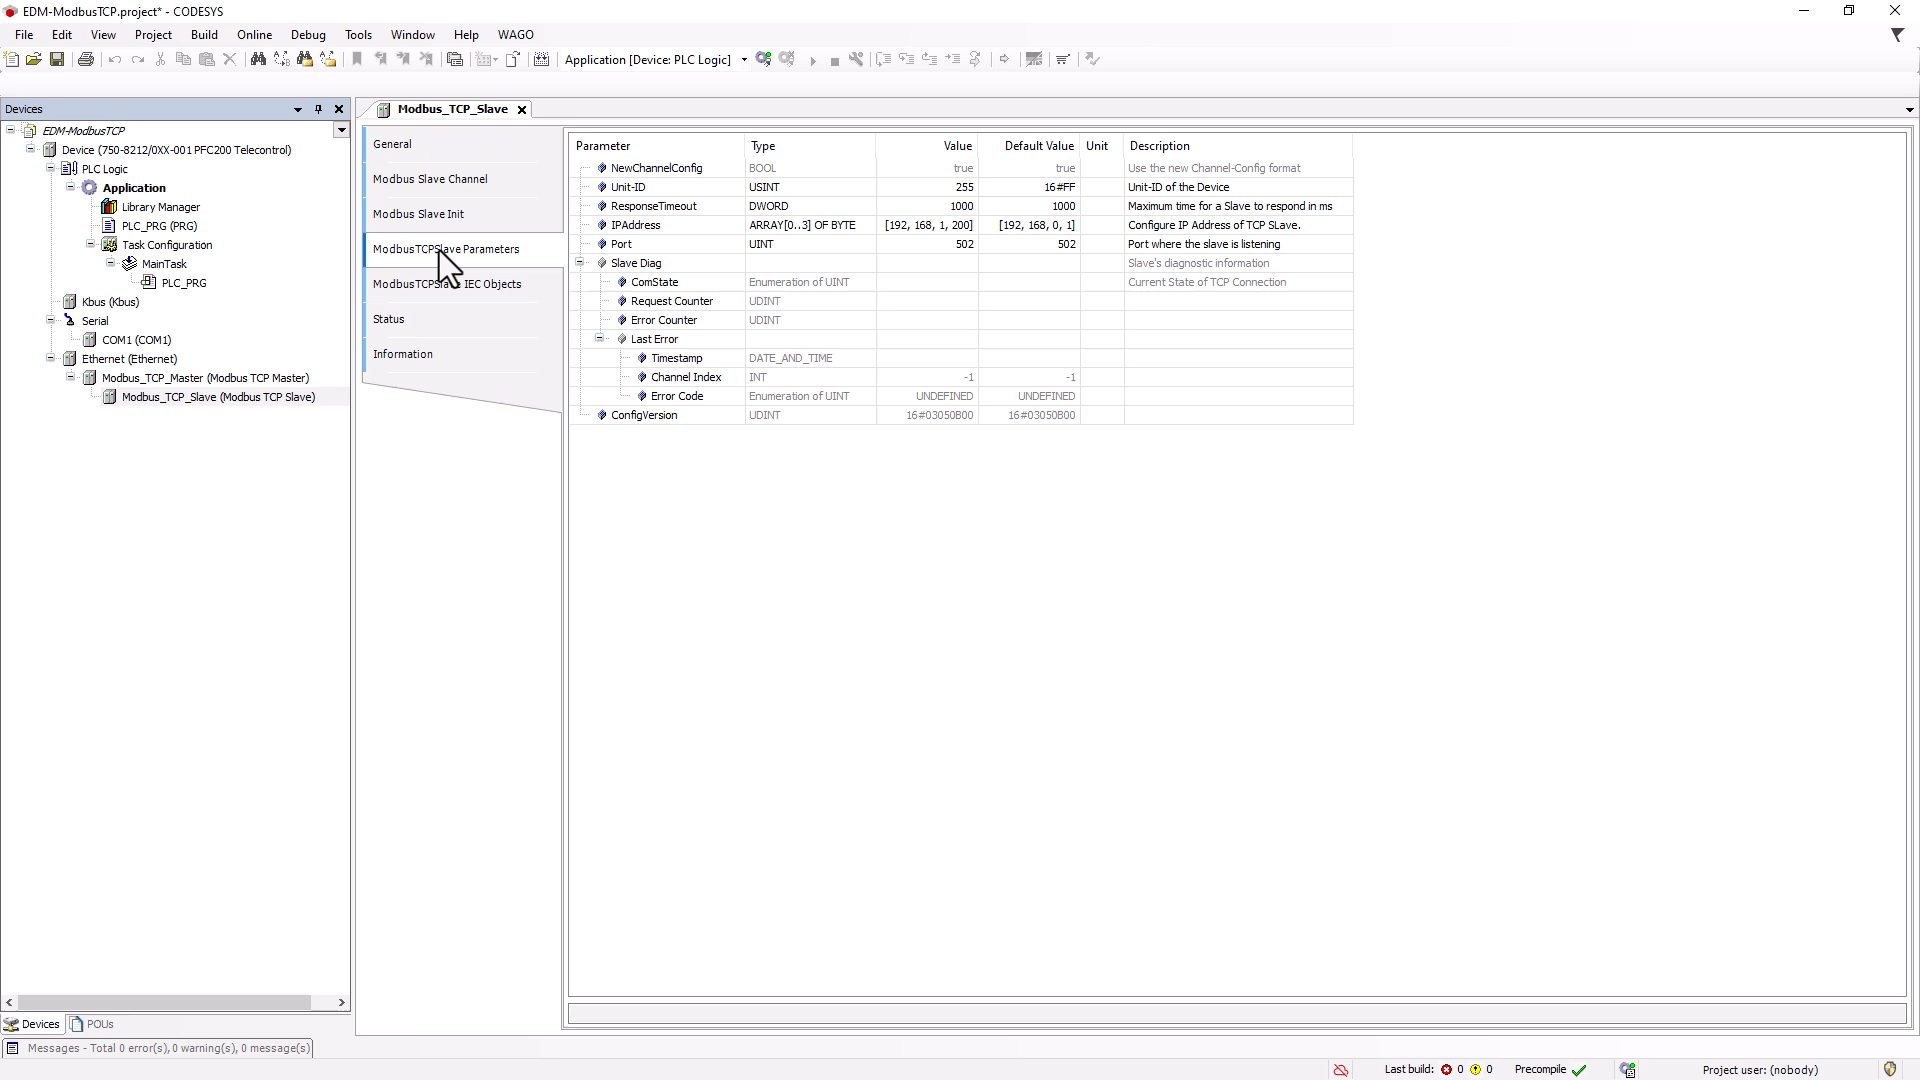 EDM-ModbusTCP.project* - CODESYS
File Edit View Project Build Online Debug Tools Window Help WAGO
Application [Device: PLC Logic]
Devices
EDM-ModbusTCP
Device (750-8212/0XX-001 PFC200 Telecontrol)
PLC Logic
Application
Library Manager
PLC_PRG (PRG)
Task Configuration
MainTask
PLC_PRG
Kbus (Kbus)
Serial
COM1 (COM1)
Ethernet (Ethernet)
Modbus_TCP_Master (Modbus TCP Master)
Modbus_TCP_Slave (Modbus TCP Slave)
Devices POUs
Messages - Total 0 error(s), 0 warning(s), 0 message(s)
Modbus_TCP_Slave
General
Modbus Slave Channel
Modbus Slave Init
ModbusTCPSlave Parameters
ModbusTCPSlave IEC Objects
Status
Information
Parameter Type Value Default Value Unit Description
NewChannelConfig BOOL true true Use the new Channel-Config format
Unit-ID USINT 255 16#FF Unit-ID of the Device
ResponseTimeout DWORD 1000 1000 Maximum time for a Slave to respond in ms
IPAddress ARRAY[0..3] OF BYTE [192, 168, 1, 200] [192, 168, 0, 1] Configure IP Address of TCP SLave.
Port UINT 502 502 Port where the slave is listening
Slave Diag Slave's diagnostic information
ComState Enumeration of UINT Current State of TCP Connection
Request Counter UDINT
Error Counter UDINT
Last Error
Timestamp DATE_AND_TIME
Channel Index INT -1 -1
Error Code Enumeration of UINT UNDEFINED UNDEFINED
ConfigVersion UDINT 16#03050B00 16#03050B00
Last build: 0 0 Precompile Project user: (nobody)